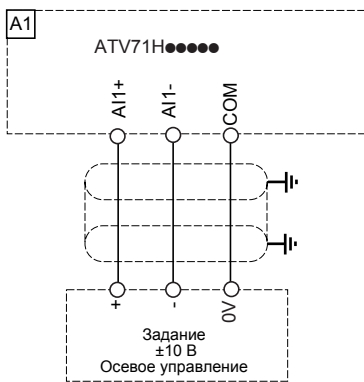 A1
ATV71H●●●●●
AI1+
AI1-
COM
+
-
0V
Задание
±10 В
Осевое управление